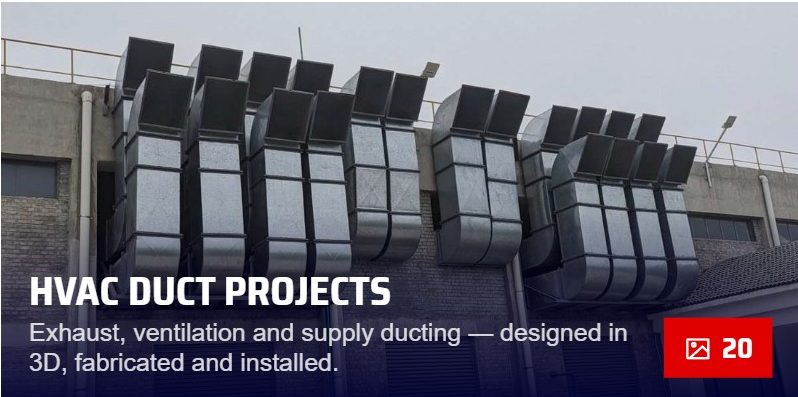 HVAC DUCT PROJECTS
Exhaust, ventilation and supply ducting — designed in
3D, fabricated and installed.
20